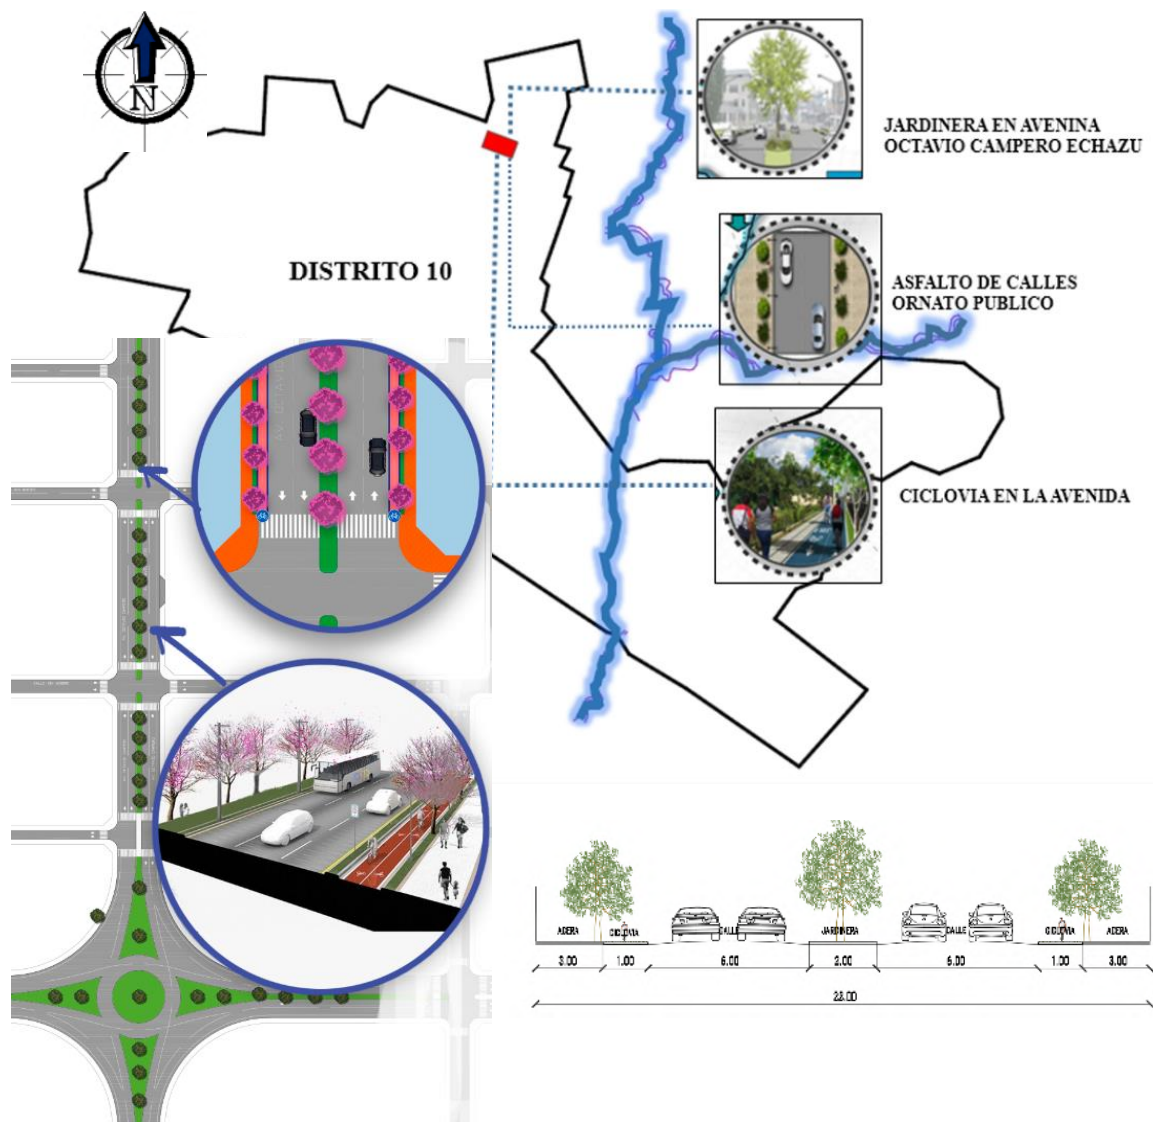 N
JARDINERA EN AVENINA
OCTAVIO CAMPERO ECHAZU
DISTRITO 10
ASFALTO DE CALLES
ORNATO PUBLICO
CICLOVIA EN LA AVENIDA
AV OCTAVIO
ACERA
CICLOVIA
CALLE
JARDINERA
CALLE
CICLOVIA
ACERA
3.00
1.00
6.00
2.00
6.00
1.00
3.00